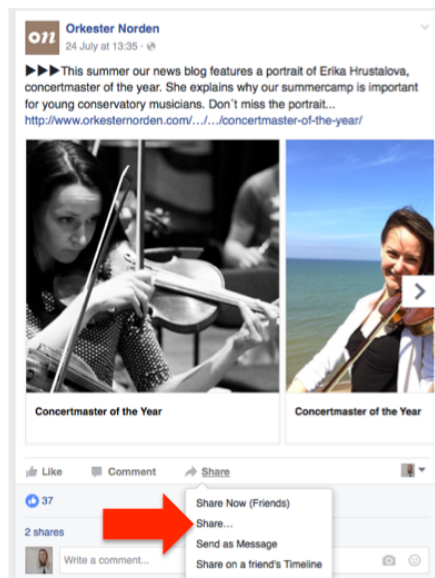 on
Orkester Norden
24 July at 13:35 ·
▶▶▶This summer our news blog features a portrait of Erika Hrustalova,
concertmaster of the year. She explains why our summercamp is important
for young conservatory musicians. Don´t miss the portrait...
http://www.orkesternorden.com/.../.../concertmaster-of-the-year/
Concertmaster of the Year
Concertmaster of the Year
Like Comment Share
37
Share Now (Friends)
2 shares
Share...
Send as Message
Write a comment...
Share on a friend's Timeline